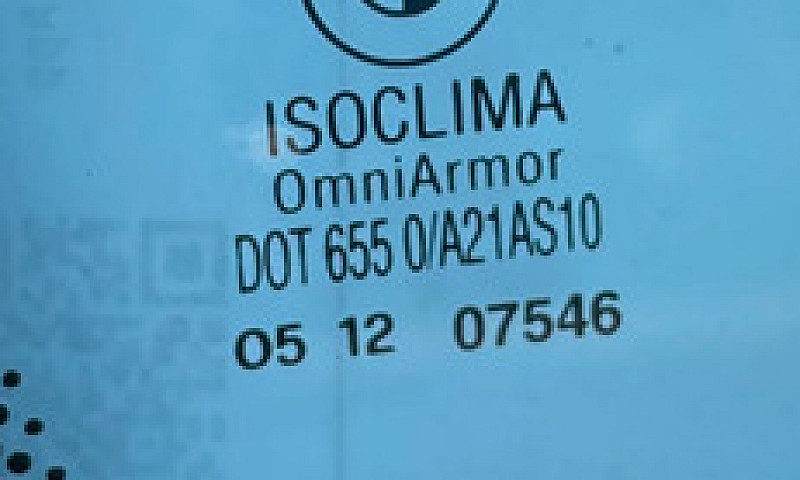 ISOCLIMA
OmniArmor
DOT 655 0/A21AS10
05 12 07546